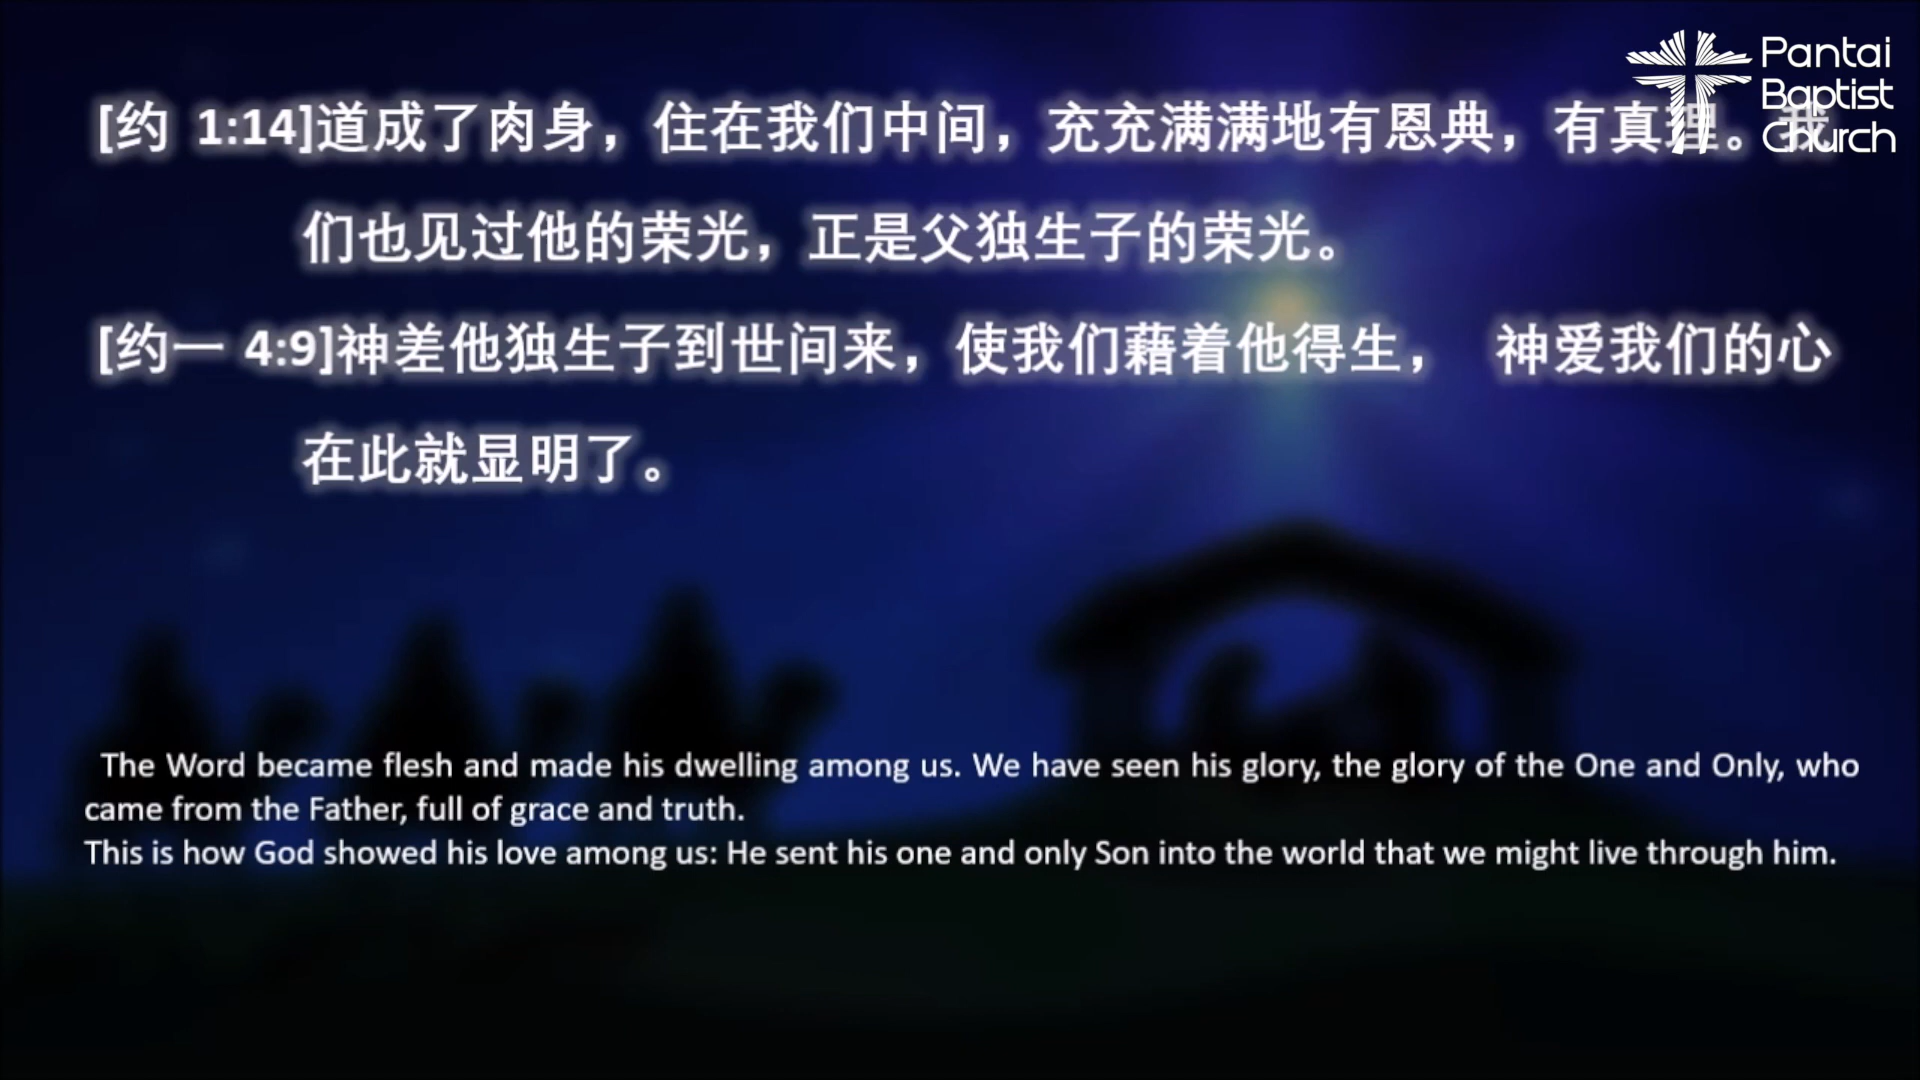 Pantai
Baptist
Church
[约 1:14]道成了肉身，住在我们中间，充充满满地有恩典，有真理。我
们也见过他的荣光，正是父独生子的荣光。
[约一 4:9]神差他独生子到世间来，使我们藉着他得生， 神爱我们的心
在此就显明了。
The Word became flesh and made his dwelling among us. We have seen his glory, the glory of the One and Only, who
came from the Father, full of grace and truth.
This is how God showed his love among us: He sent his one and only Son into the world that we might live through him.